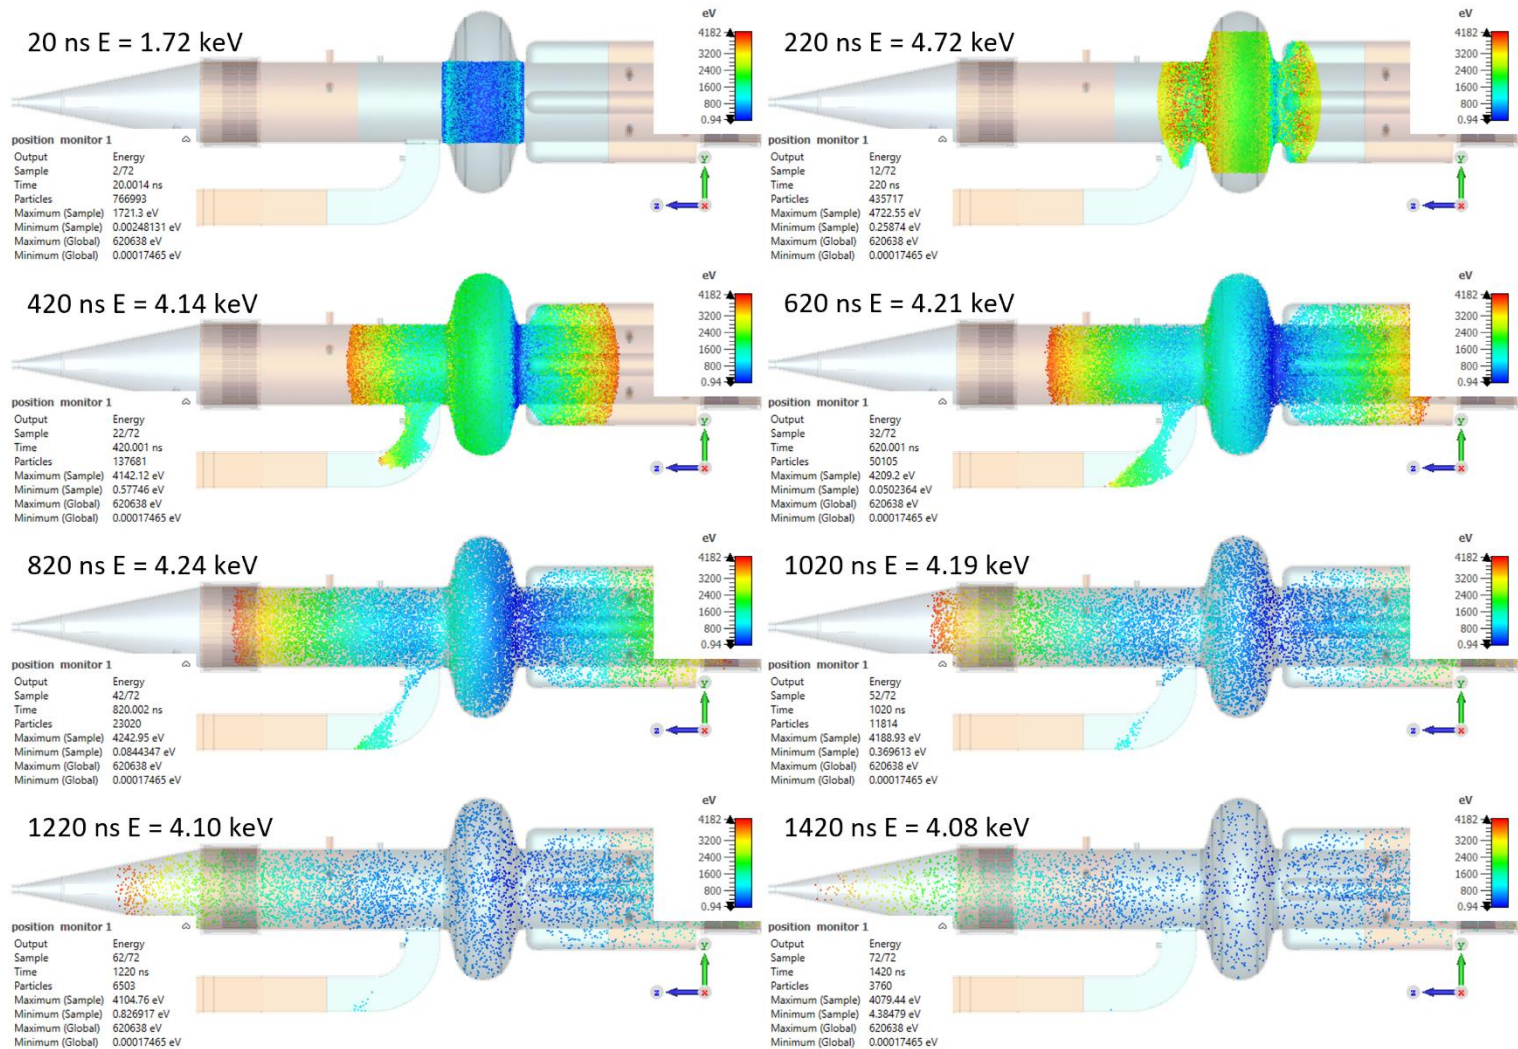 20 ns E = 1.72 keV
eV
4182
3200
2400
1600
800
0.94
position monitor 1
Output Energy
Sample 2/72
Time 20.0014 ns
Particles 766993
Maximum (Sample) 1721.3 eV
Minimum (Sample) 0.00248131 eV
Maximum (Global) 620638 eV
Minimum (Global) 0.00017465 eV
y
z
x
220 ns E = 4.72 keV
eV
4182
3200
2400
1600
800
0.94
position monitor 1
Output Energy
Sample 12/72
Time 220 ns
Particles 435717
Maximum (Sample) 4722.55 eV
Minimum (Sample) 0.25874 eV
Maximum (Global) 620638 eV
Minimum (Global) 0.00017465 eV
y
z
x
420 ns E = 4.14 keV
eV
4182
3200
2400
1600
800
0.94
position monitor 1
Output Energy
Sample 22/72
Time 420.001 ns
Particles 137681
Maximum (Sample) 4142.12 eV
Minimum (Sample) 0.57746 eV
Maximum (Global) 620638 eV
Minimum (Global) 0.00017465 eV
y
z
x
620 ns E = 4.21 keV
eV
4182
3200
2400
1600
800
0.94
position monitor 1
Output Energy
Sample 32/72
Time 620.001 ns
Particles 50105
Maximum (Sample) 4209.2 eV
Minimum (Sample) 0.0502364 eV
Maximum (Global) 620638 eV
Minimum (Global) 0.00017465 eV
y
z
x
820 ns E = 4.24 keV
eV
4182
3200
2400
1600
800
0.94
position monitor 1
Output Energy
Sample 42/72
Time 820.002 ns
Particles 23020
Maximum (Sample) 4242.95 eV
Minimum (Sample) 0.0844347 eV
Maximum (Global) 620638 eV
Minimum (Global) 0.00017465 eV
y
z
x
1020 ns E = 4.19 keV
eV
4182
3200
2400
1600
800
0.94
position monitor 1
Output Energy
Sample 52/72
Time 1020 ns
Particles 11814
Maximum (Sample) 4188.93 eV
Minimum (Sample) 0.369613 eV
Maximum (Global) 620638 eV
Minimum (Global) 0.00017465 eV
y
z
x
1220 ns E = 4.10 keV
eV
4182
3200
2400
1600
800
0.94
position monitor 1
Output Energy
Sample 62/72
Time 1220 ns
Particles 6503
Maximum (Sample) 4104.76 eV
Minimum (Sample) 0.826917 eV
Maximum (Global) 620638 eV
Minimum (Global) 0.00017465 eV
y
z
x
1420 ns E = 4.08 keV
eV
4182
3200
2400
1600
800
0.94
position monitor 1
Output Energy
Sample 72/72
Time 1420 ns
Particles 3760
Maximum (Sample) 4079.44 eV
Minimum (Sample) 4.38479 eV
Maximum (Global) 620638 eV
Minimum (Global) 0.00017465 eV
y
z
x